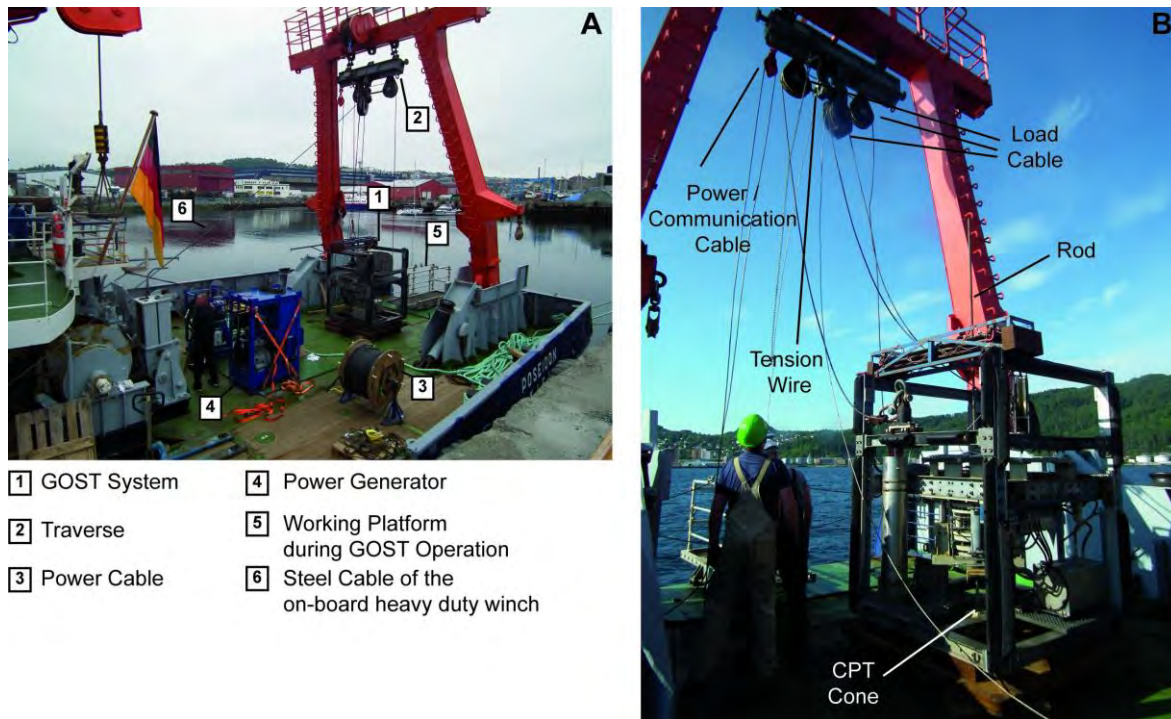 A
2
1
6
5
3
4
POSEIDON
1 GOST System
2 Traverse
3 Power Cable
4 Power Generator
5 Working Platform
during GOST Operation
6 Steel Cable of the
on-board heavy duty winch
B
Load
Cable
Power /
Communication
Cable
Rod
Tension
Wire
CPT
Cone